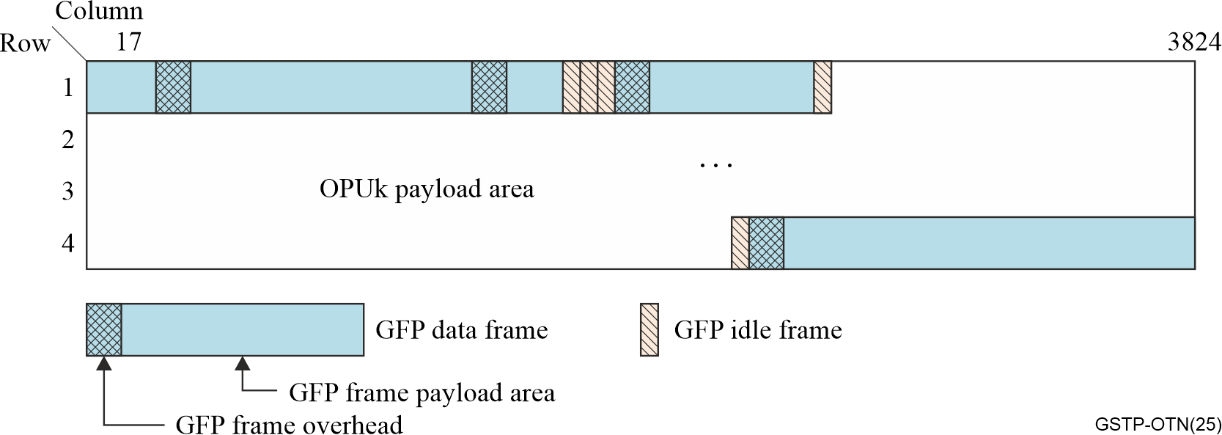 Column
Row 17 3824
1
2
...
3 OPUk payload area
4
GFP data frame GFP idle frame
GFP frame payload area
GFP frame overhead
GSTP-OTN(25)